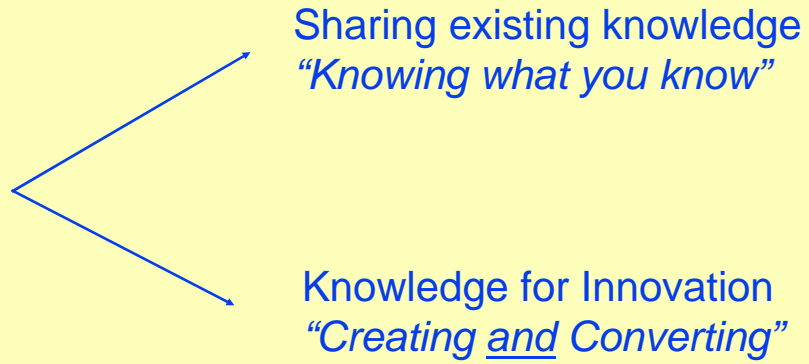 Sharing existing knowledge
“Knowing what you know”
Knowledge for Innovation
“Creating and Converting”